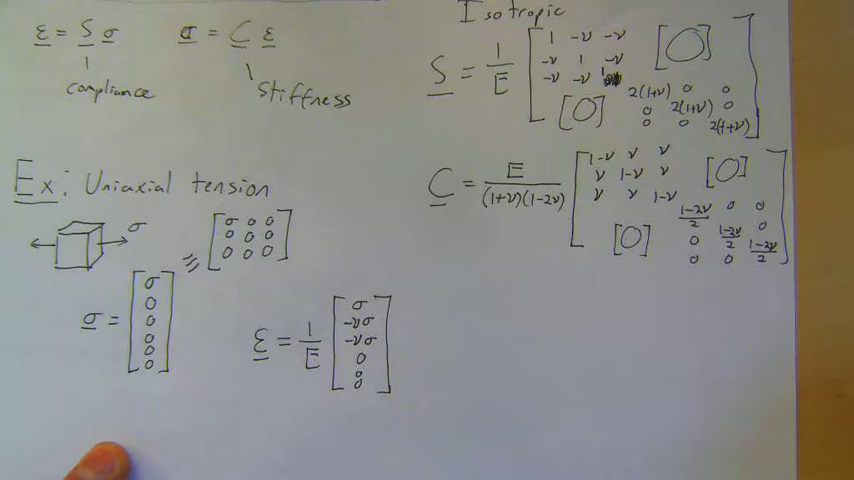 ε = S σ   σ = C ε
compliance
Stiffness
Ex: Uniaxial tension
σ
[σ 0 0
0 0 0
0 0 0]
σ = [σ
0
0
0
0
0]
ε = 1/E [σ
-νσ
-νσ
0
0
0]
Isotropic
S = 1/E [1 -ν -ν [0]
-ν 1 -ν
-ν -ν 1
[0] 2(1+ν) 0 0
0 2(1+ν) 0
0 0 2(1+ν)]
C = E/((1+ν)(1-2ν)) [1-ν ν ν [0]
ν 1-ν ν
ν ν 1-ν
[0] (1-2ν)/2 0 0
0 (1-2ν)/2 0
0 0 (1-2ν)/2]